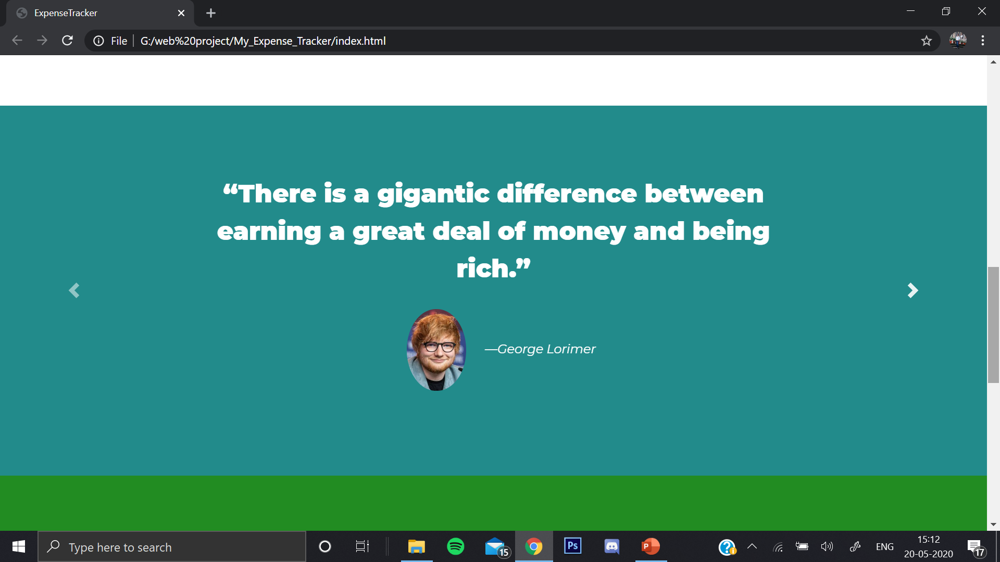 ExpenseTracker
File
G:/web%20project/My_Expense_Tracker/index.html
“There is a gigantic difference between
earning a great deal of money and being
rich.”
—George Lorimer
Type here to search
15
Ps
P
ENG
15:12
20-05-2020
17